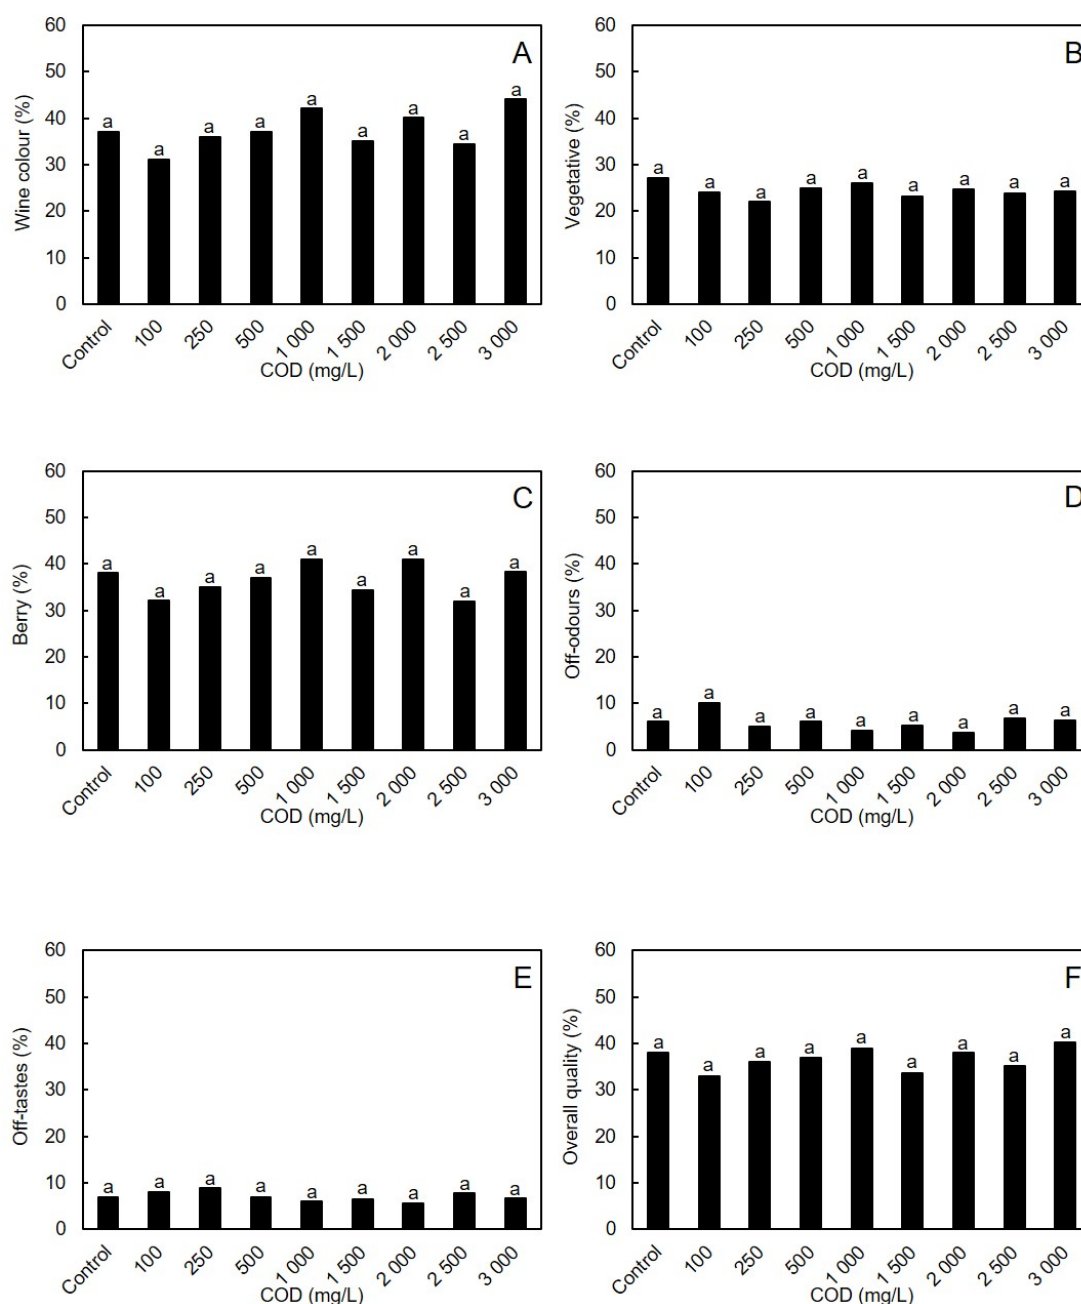 60
50
40
30
20
10
0
Wine colour (%)
A
a a a a a a a a a
Control 100 250 500 1 000 1 500 2 000 2 500 3 000
COD (mg/L)
60
50
40
30
20
10
0
Vegetative (%)
B
a a a a a a a a a
Control 100 250 500 1 000 1 500 2 000 2 500 3 000
COD (mg/L)
60
50
40
30
20
10
0
Berry (%)
C
a a a a a a a a a
Control 100 250 500 1 000 1 500 2 000 2 500 3 000
COD (mg/L)
60
50
40
30
20
10
0
Off-odours (%)
D
a a a a a a a a a
Control 100 250 500 1 000 1 500 2 000 2 500 3 000
COD (mg/L)
60
50
40
30
20
10
0
Off-tastes (%)
E
a a a a a a a a a
Control 100 250 500 1 000 1 500 2 000 2 500 3 000
COD (mg/L)
60
50
40
30
20
10
0
Overall quality (%)
F
a a a a a a a a a
Control 100 250 500 1 000 1 500 2 000 2 500 3 000
COD (mg/L)